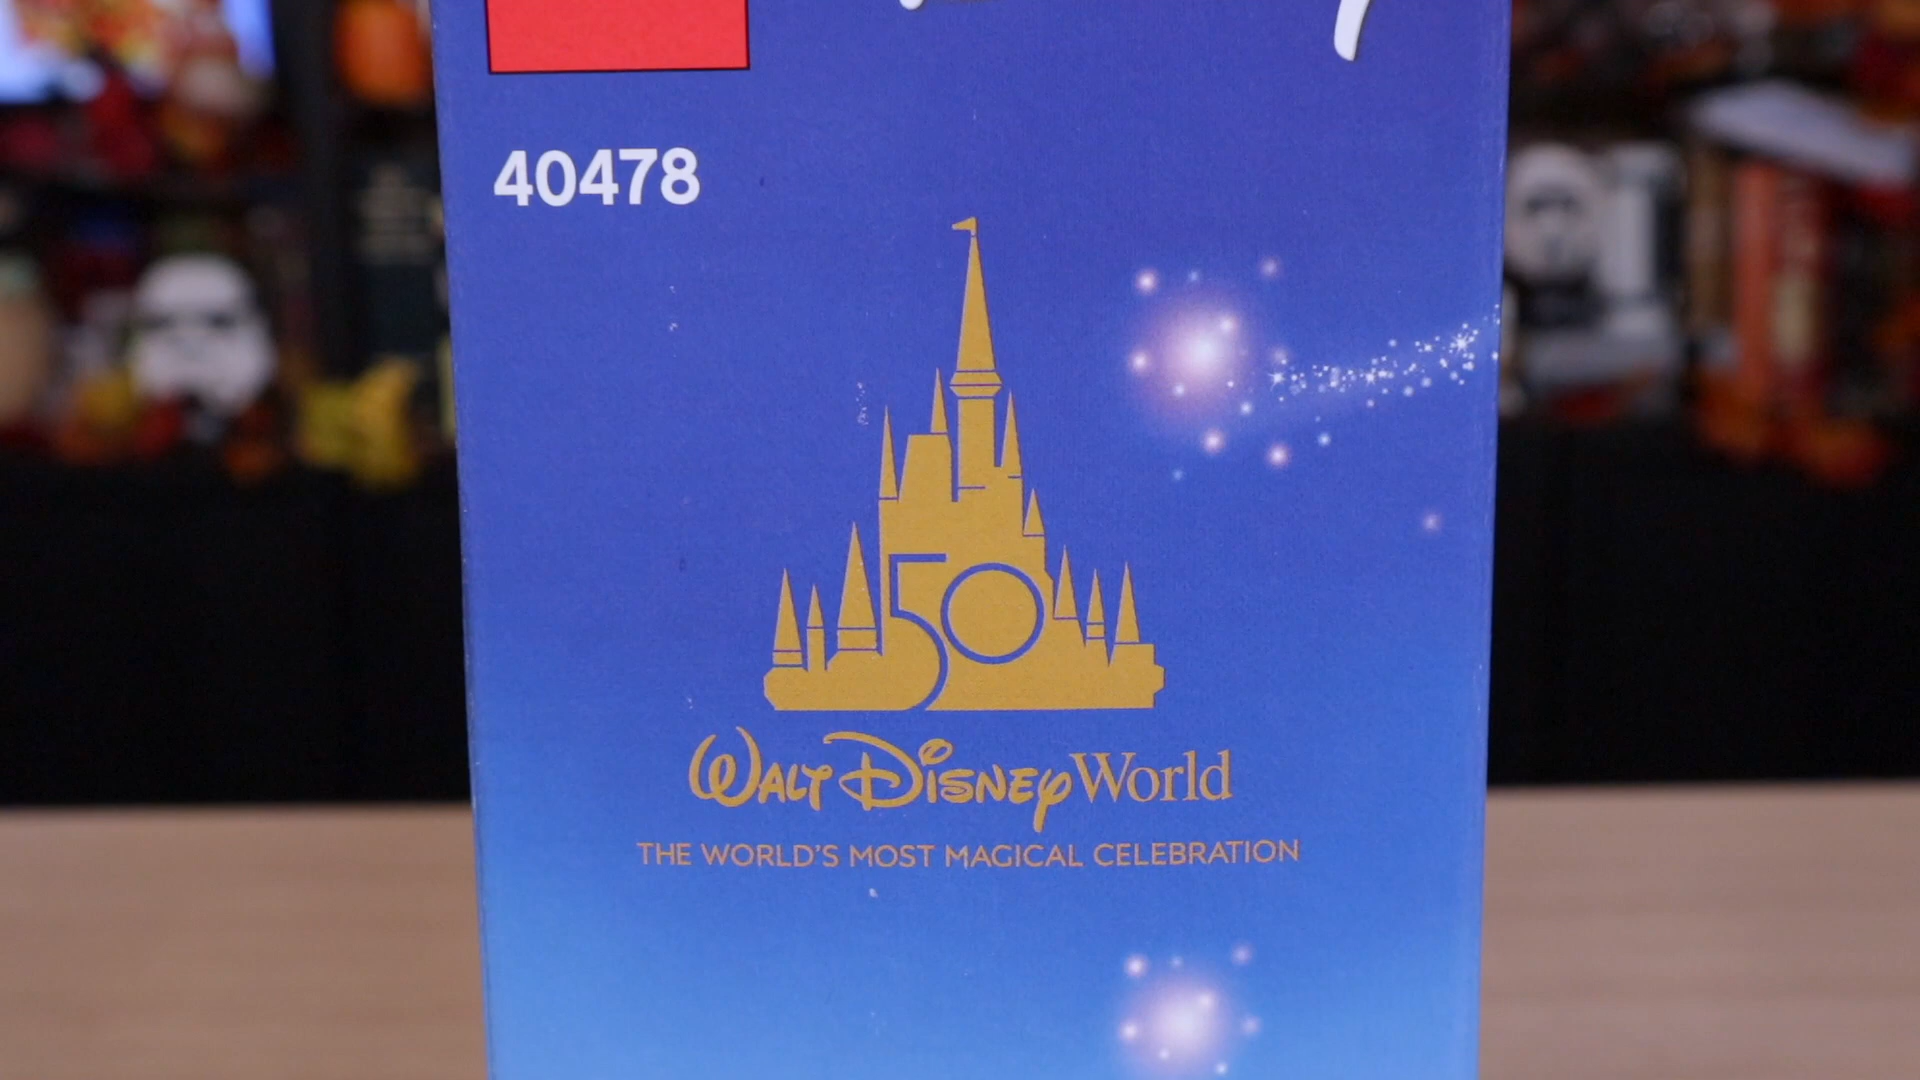 40478
50
Walt Disney World
THE WORLD'S MOST MAGICAL CELEBRATION